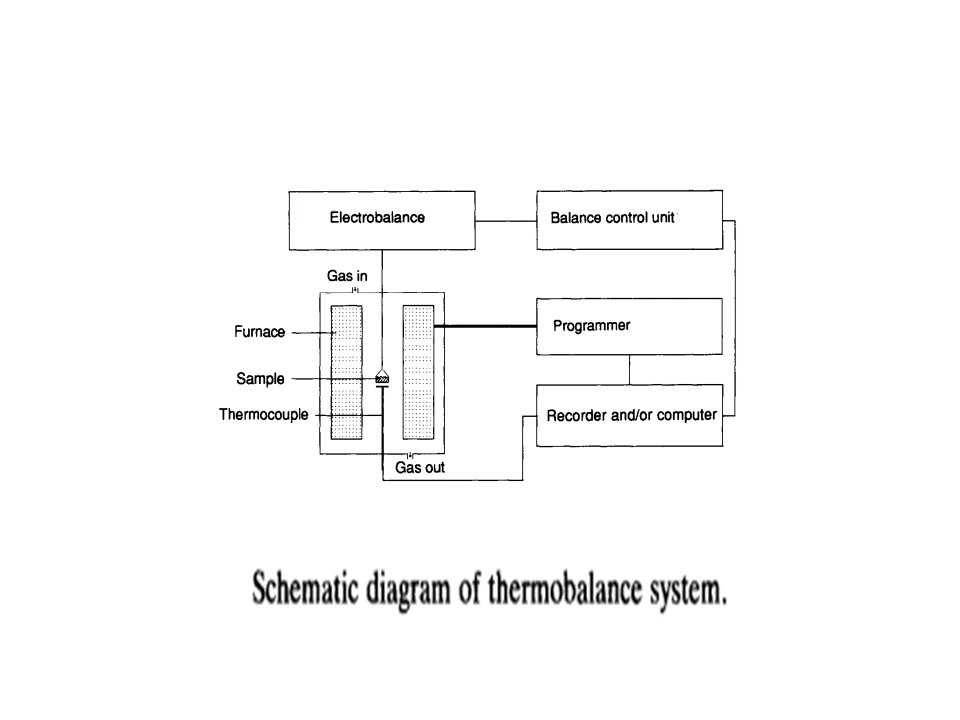 Electrobalance
Balance control unit
Gas in
Programmer
Furnace
Sample
Thermocouple
Recorder and/or computer
Gas out
Schematic diagram of thermobalance system.